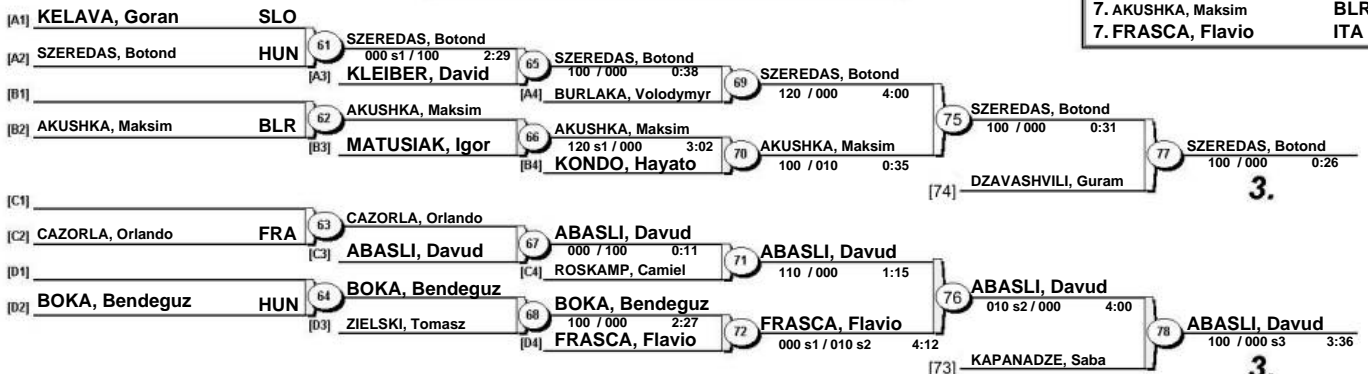 7. AKUSHKA, Maksim BLR
7. FRASCA, Flavio ITA
[A1] KELAVA, Goran SLO
61
SZEREDAS, Botond
000 s1 / 100 2:29
[A2] SZEREDAS, Botond HUN
65
SZEREDAS, Botond
100 / 000 0:38
[A3] KLEIBER, David
69
SZEREDAS, Botond
120 / 000 4:00
[A4] BURLAKA, Volodymyr
[B1]
62
AKUSHKA, Maksim
75
SZEREDAS, Botond
100 / 000 0:31
[B2] AKUSHKA, Maksim BLR
66
AKUSHKA, Maksim
120 s1 / 000 3:02
[B3] MATUSIAK, Igor
70
AKUSHKA, Maksim
100 / 010 0:35
77
SZEREDAS, Botond
100 / 000 0:26
[B4] KONDO, Hayato
[74] DZAVASHVILI, Guram
3.
[C1]
63
CAZORLA, Orlando
[C2] CAZORLA, Orlando FRA
67
ABASLI, Davud
000 / 100 0:11
[C3] ABASLI, Davud
71
ABASLI, Davud
110 / 000 1:15
[C4] ROSKAMP, Camiel
[D1]
64
BOKA, Bendeguz
76
ABASLI, Davud
010 s2 / 000 4:00
[D2] BOKA, Bendeguz HUN
68
BOKA, Bendeguz
100 / 000 2:27
[D3] ZIELSKI, Tomasz
72
FRASCA, Flavio
000 s1 / 010 s2 4:12
78
ABASLI, Davud
100 / 000 s3 3:36
[D4] FRASCA, Flavio
[73] KAPANADZE, Saba
3.